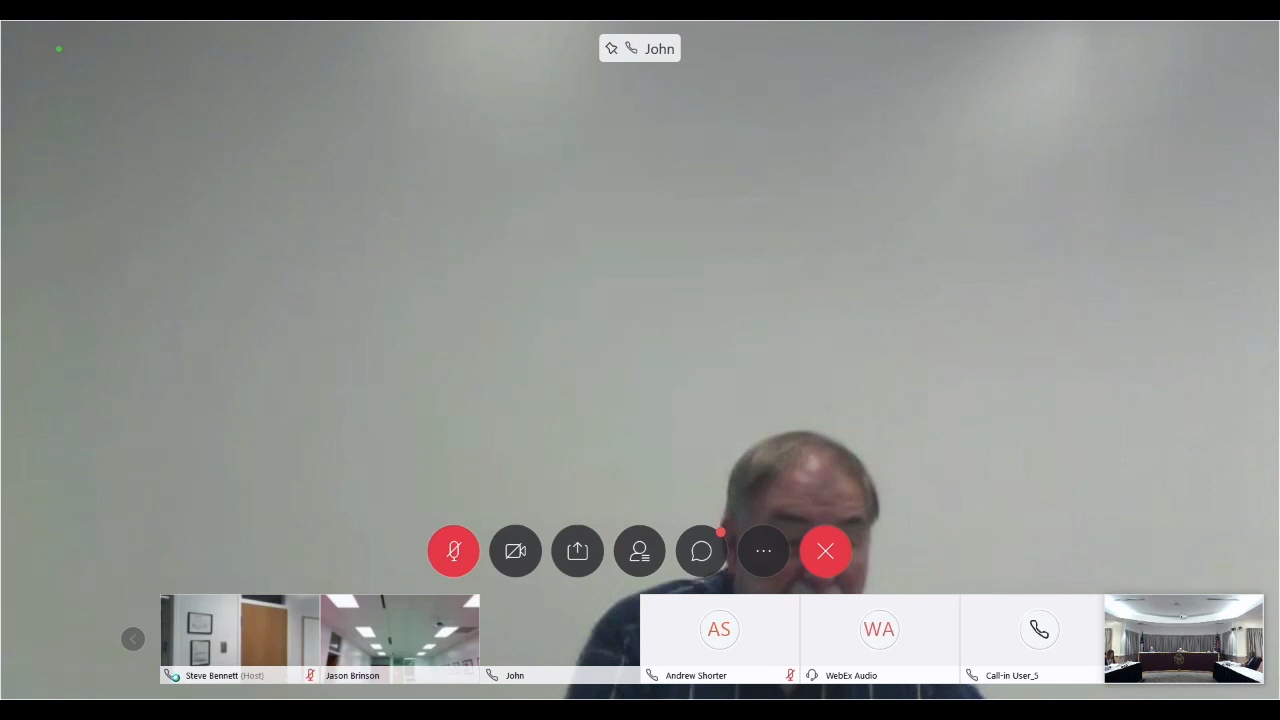 John
AS
WA
Steve Bennett (Host)
Jason Brinson
John
Andrew Shorter
WebEx Audio
Call-in User_5